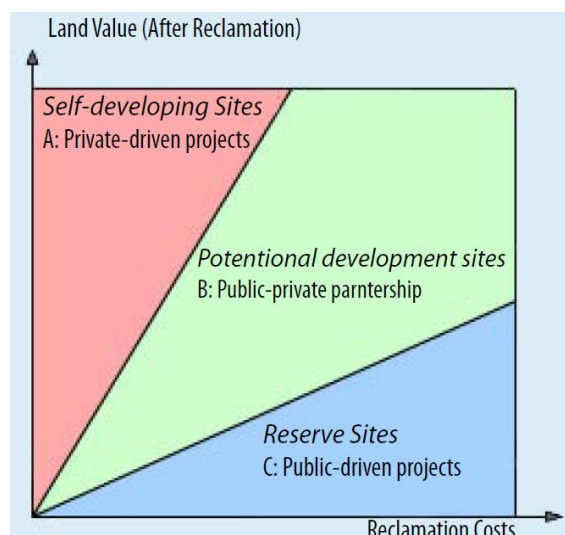 Land Value (After Reclamation)
Self-developing Sites
A: Private-driven projects
Potentional development sites
B: Public-private parntership
Reserve Sites
C: Public-driven projects
Reclamation Costs